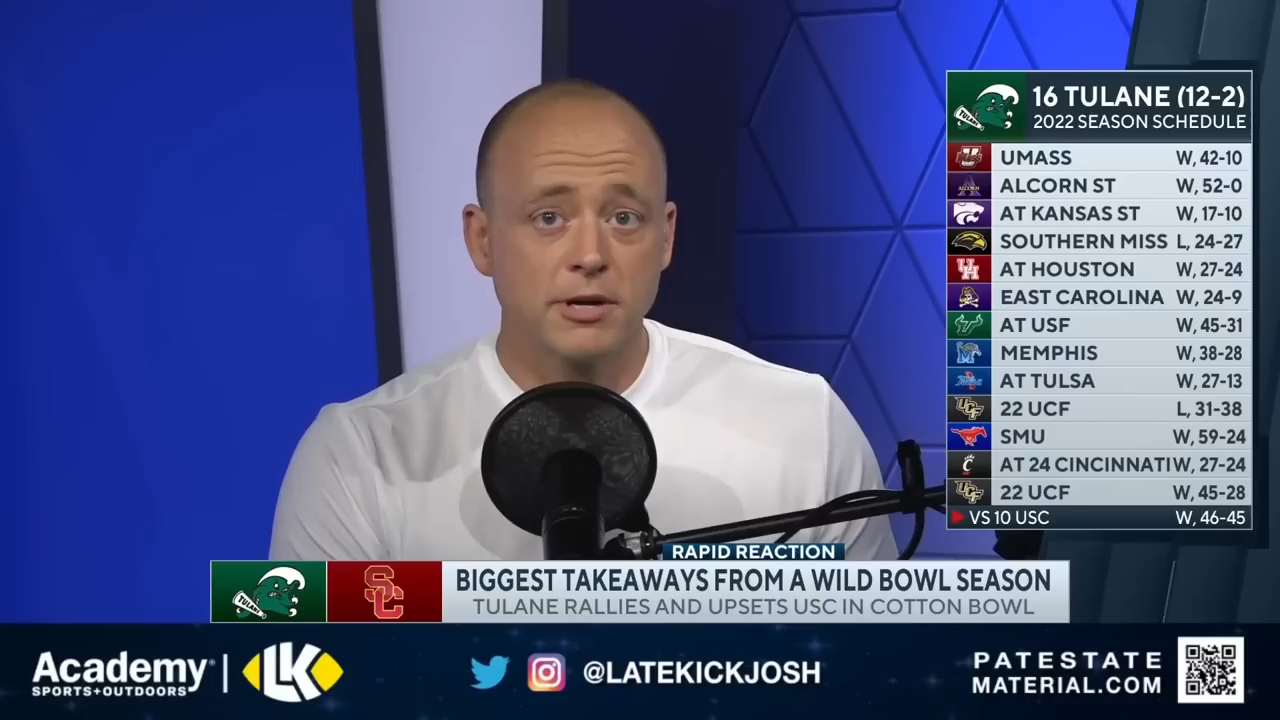 16 TULANE (12-2)
2022 SEASON SCHEDULE
UMASS W, 42-10
ALCORN ST W, 52-0
AT KANSAS ST W, 17-10
SOUTHERN MISS L, 24-27
AT HOUSTON W, 27-24
EAST CAROLINA W, 24-9
AT USF W, 45-31
MEMPHIS W, 38-28
AT TULSA W, 27-13
22 UCF L, 31-38
SMU W, 59-24
AT 24 CINCINNATI W, 27-24
22 UCF W, 45-28
VS 10 USC W, 46-45
RAPID REACTION
TULANE
SC
BIGGEST TAKEAWAYS FROM A WILD BOWL SEASON
TULANE RALLIES AND UPSETS USC IN COTTON BOWL
Academy
SPORTS+OUTDOORS
LK
@LATEKICKJOSH
PATESTATE
MATERIAL.COM